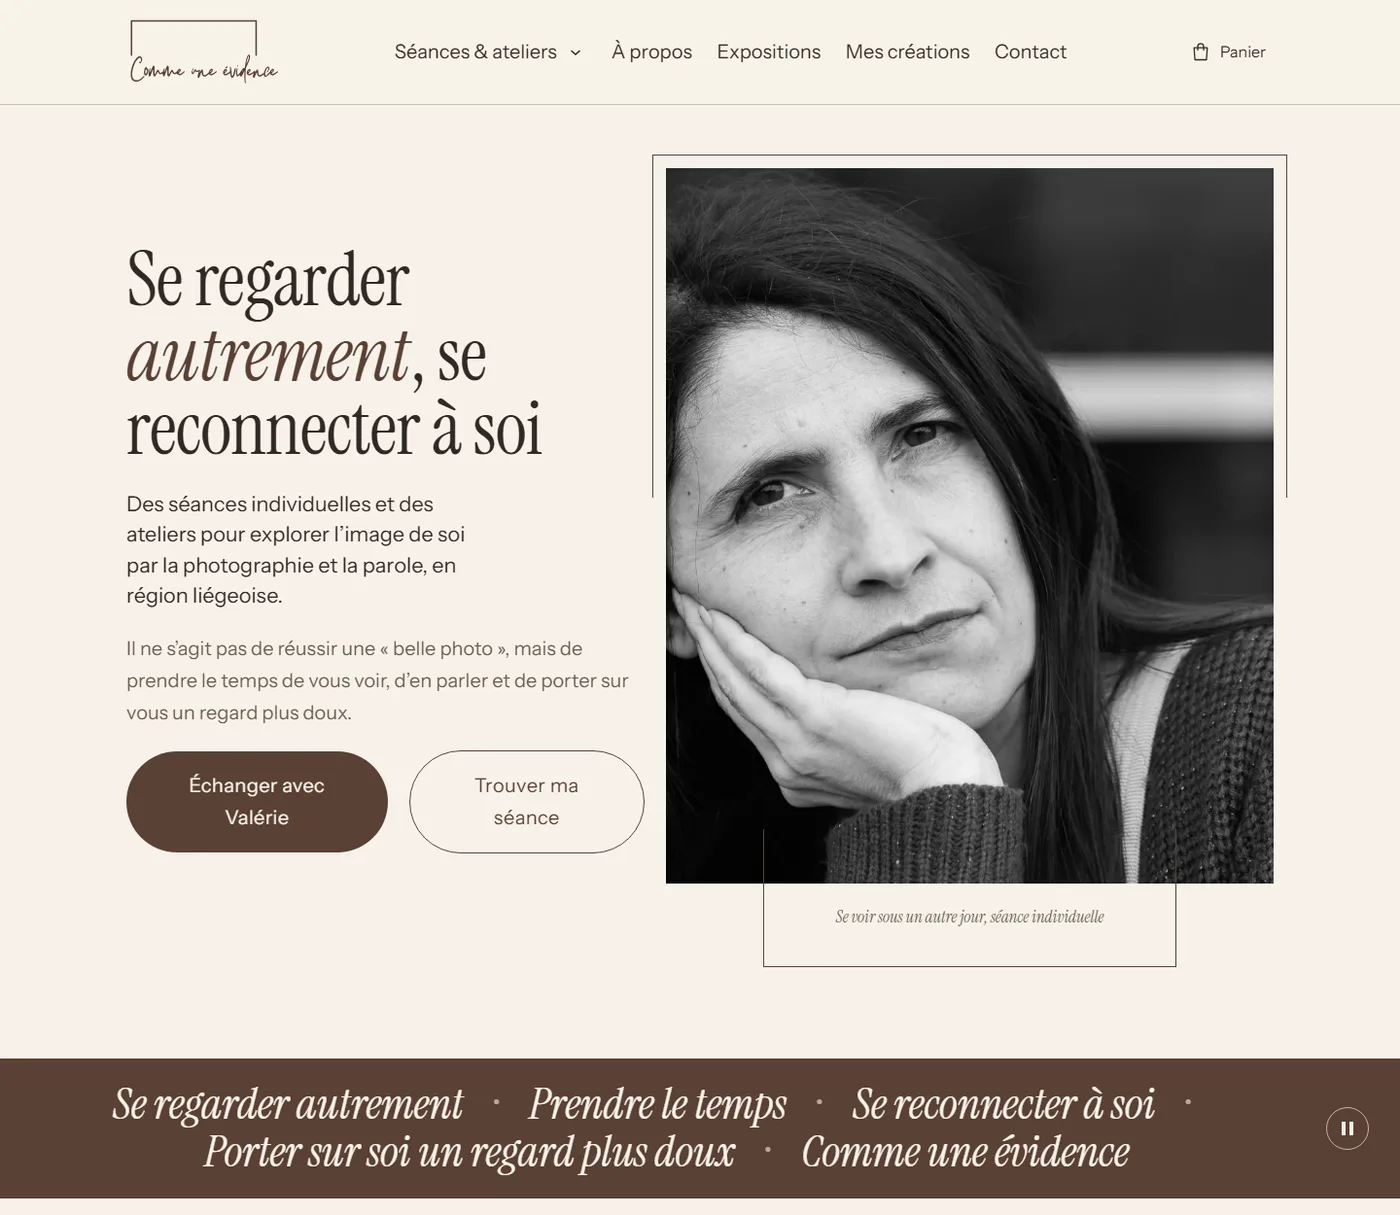 Comme une évidence
Séances & ateliers
À propos
Expositions
Mes créations
Contact
Panier
Se regarder
autrement, se
reconnecter à soi
Des séances individuelles et des
ateliers pour explorer l’image de soi
par la photographie et la parole, en
région liégeoise.
Il ne s’agit pas de réussir une « belle photo », mais de
prendre le temps de vous voir, d’en parler et de porter sur
vous un regard plus doux.
Échanger avec
Valérie
Trouver ma
séance
Se voir sous un autre jour, séance individuelle
Se regarder autrement · Prendre le temps · Se reconnecter à soi ·
Porter sur soi un regard plus doux · Comme une évidence